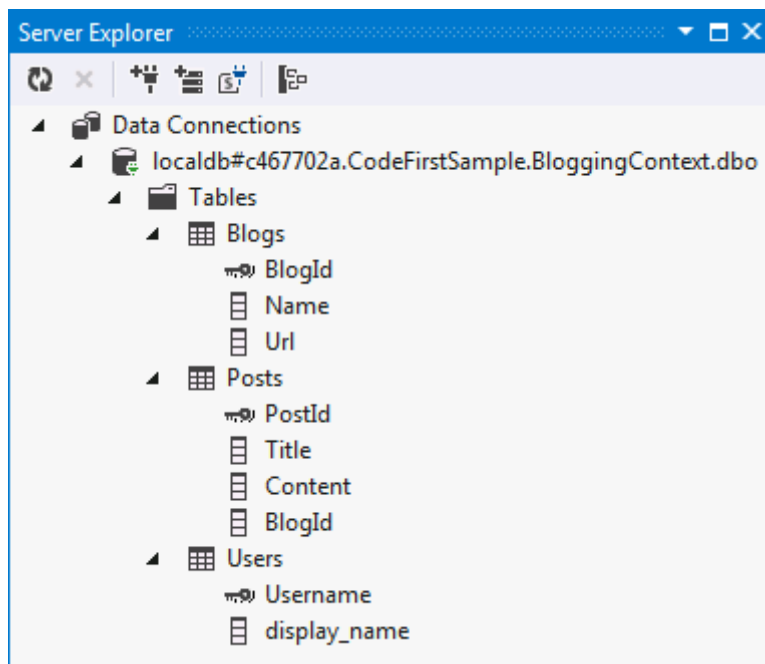 Server Explorer
Data Connections
localdb#c467702a.CodeFirstSample.BloggingContext.dbo
Tables
Blogs
BlogId
Name
Url
Posts
PostId
Title
Content
BlogId
Users
Username
display_name